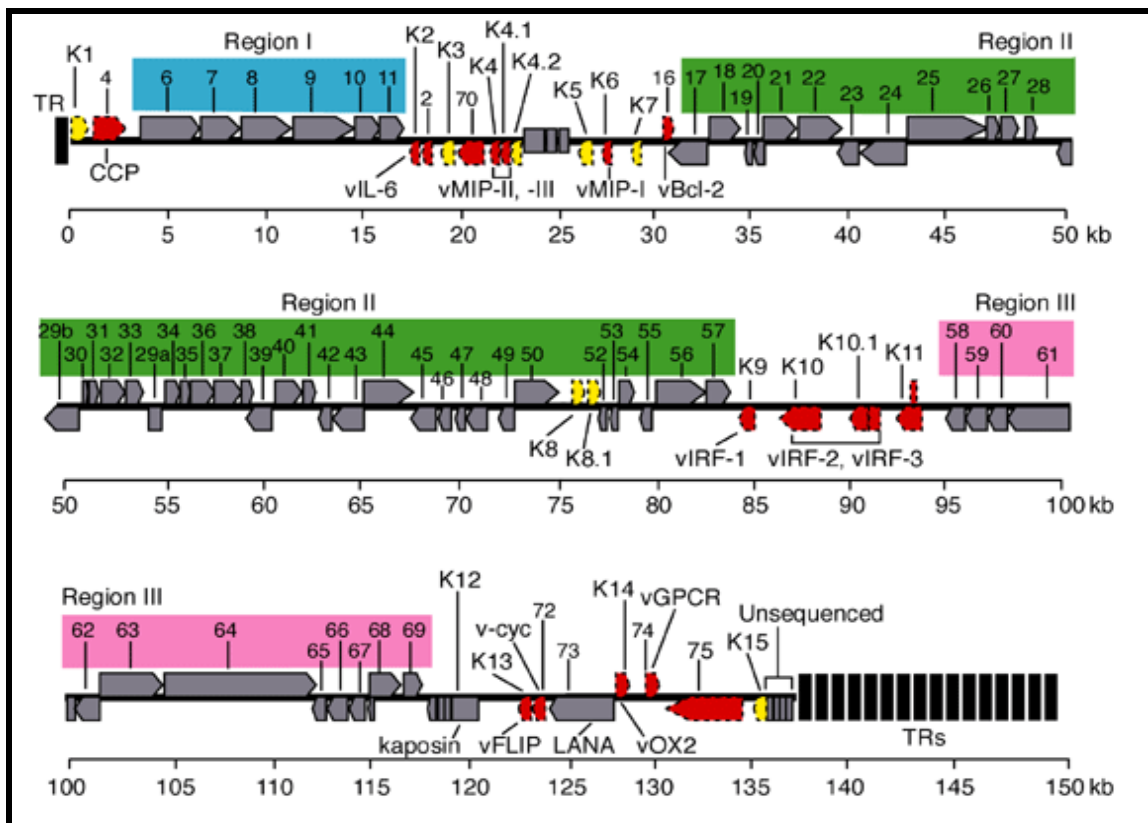 Region I
Region II
K1
K2
K4.1
K3
K4
K4.2
TR
4
6
7
8
9
10
11
2
70
K5
K6
K7
16
17
18
19
20
21
22
23
24
25
26
27
28
CCP
vIL-6
vMIP-II, -III
vMIP-I
vBcl-2
0 5 10 15 20 25 30 35 40 45 50 kb
Region II
Region III
29b
30
31
32
33
29a
34
35
36
37
38
39
40
41
42
43
44
45
46
47
48
49
50
52
53
54
55
56
57
K9
K10
K10.1
K11
58
59
60
61
K8
K8.1
vIRF-1
vIRF-2, vIRF-3
50 55 60 65 70 75 80 85 90 95 100 kb
Region III
K12
K14
vGPCR
72
Unsequenced
v-cyc
62
63
64
65
66
67
68
69
K13
73
74
75
K15
kaposin
vFLIP
LANA
vOX2
TRs
100 105 110 115 120 125 130 135 140 145 150 kb